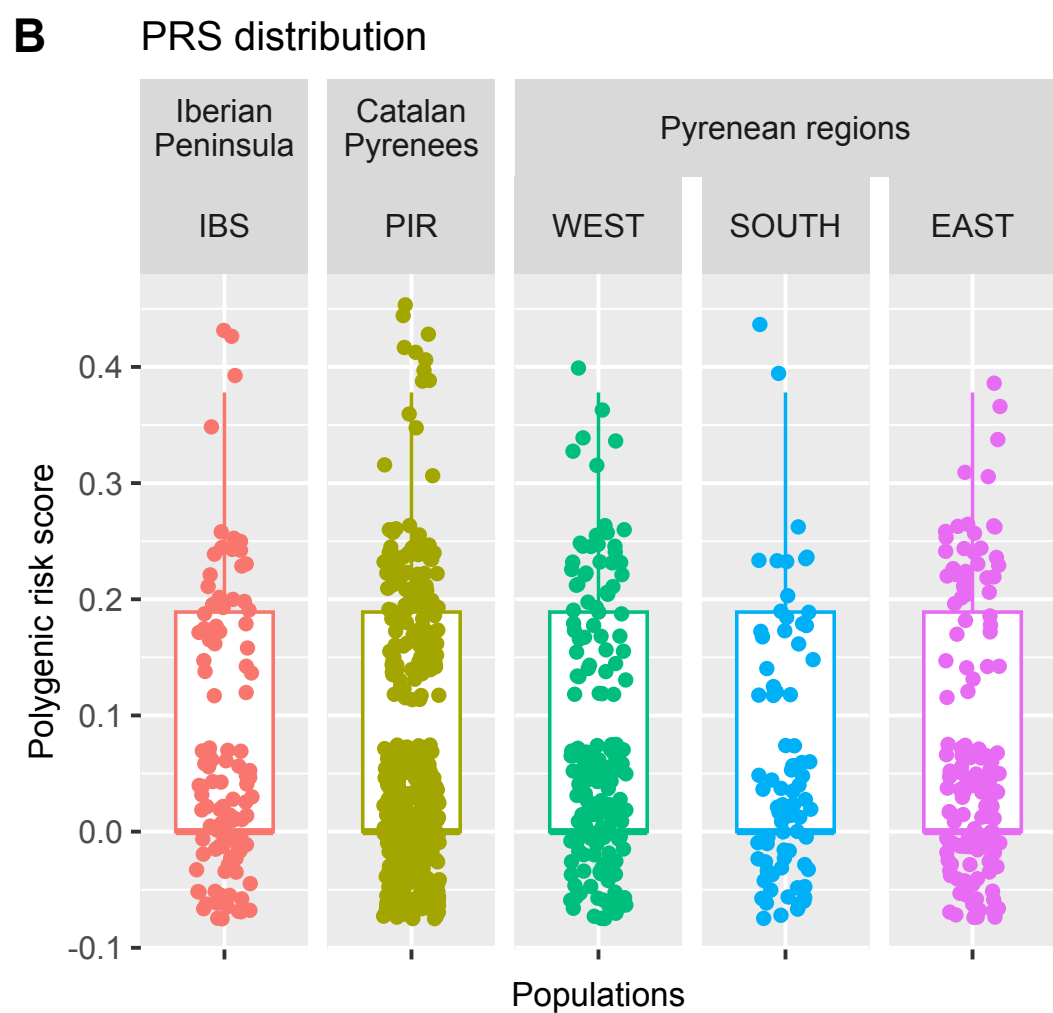 B PRS distribution
Iberian
Peninsula
Catalan
Pyrenees
Pyrenean regions
IBS
PIR
WEST
SOUTH
EAST
Polygenic risk score
0.4
0.3
0.2
0.1
0.0
-0.1
Populations